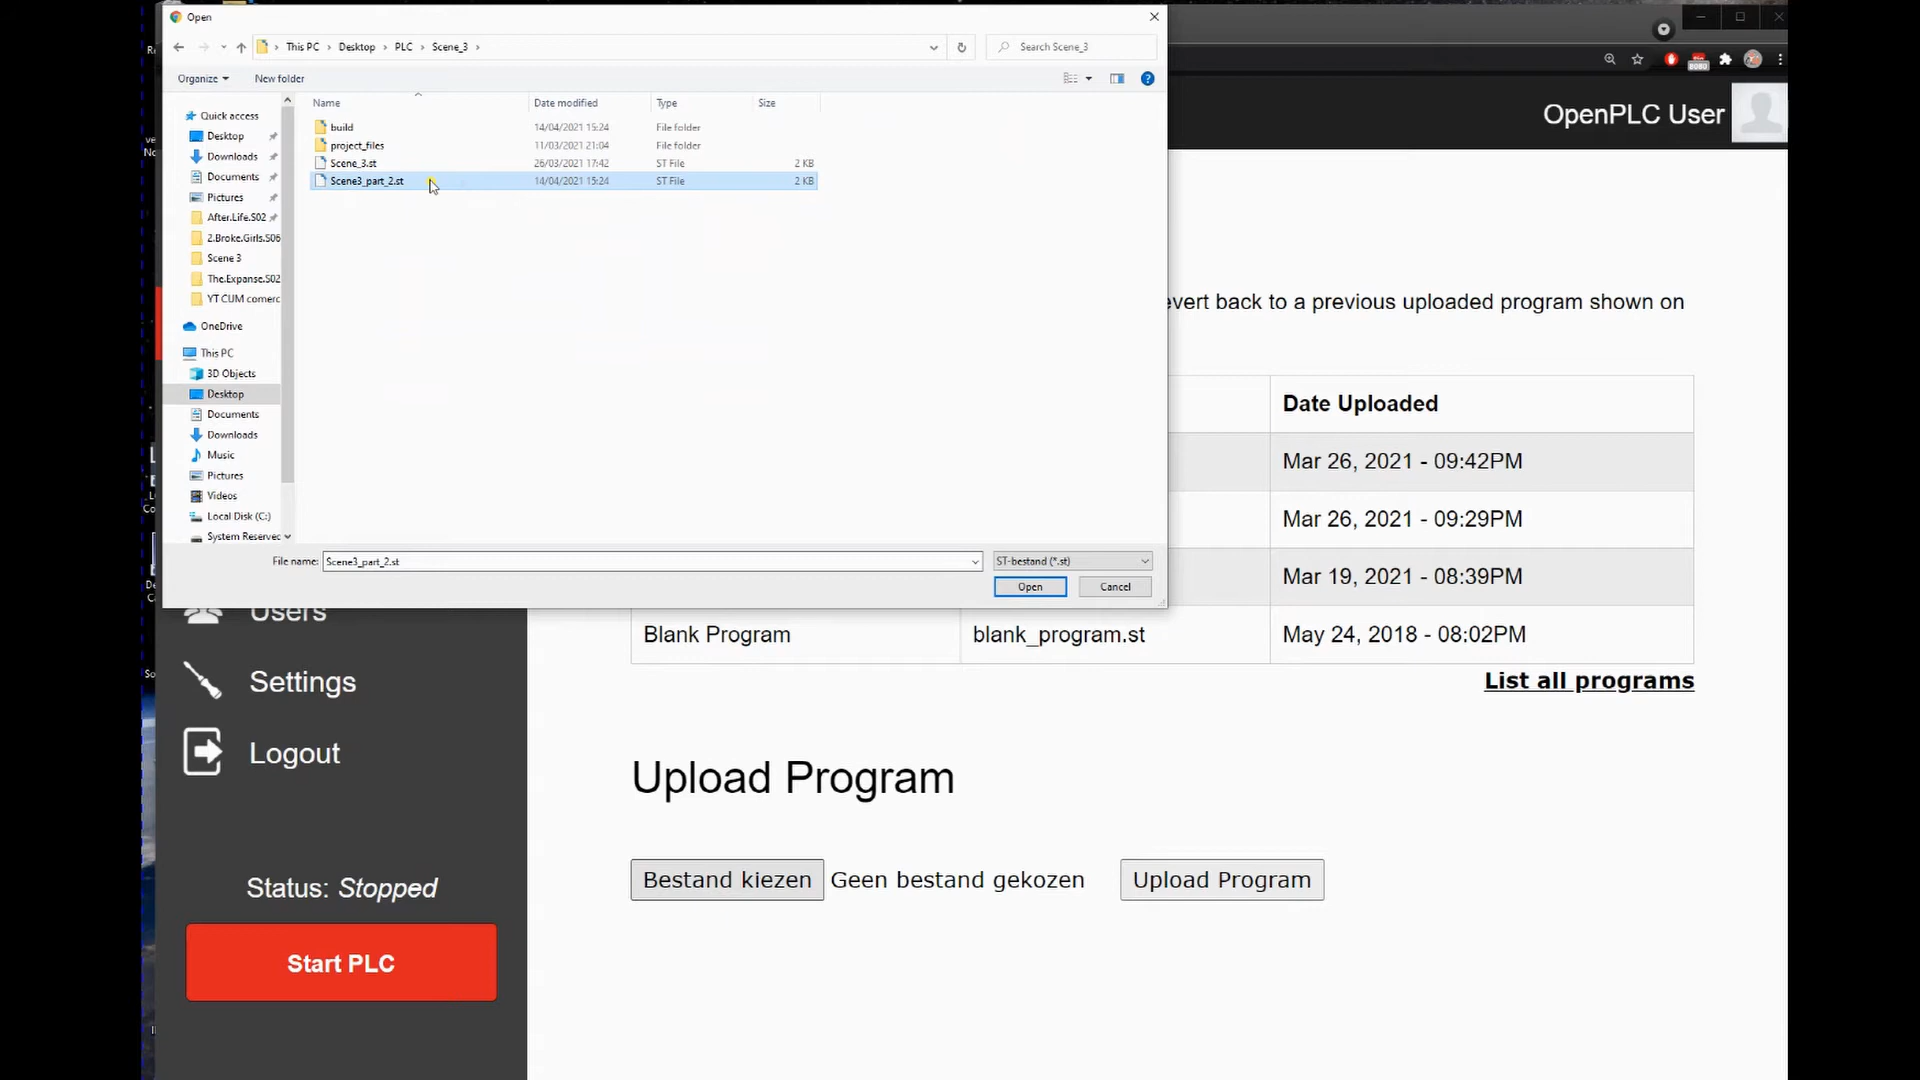 Open
This PC > Desktop > PLC > Scene_3 >
Search Scene_3
Organize
New folder
Name Date modified Type Size
build 14/04/2021 15:24 File folder
project_files 11/03/2021 21:04 File folder
Scene_3.st 26/03/2021 17:42 ST File 2 KB
Scene3_part_2.st 14/04/2021 15:24 ST File 2 KB
Quick access
Desktop
Downloads
Documents
Pictures
After.Life.S02
2.Broke.Girls.S06
Scene 3
The.Expanse.S02
YT CUM comerc
OneDrive
This PC
3D Objects
Desktop
Documents
Downloads
Music
Pictures
Videos
Local Disk (C:)
System Reserved
File name: Scene3_part_2.st
ST-bestand (*.st)
Open Cancel
OpenPLC User
evert back to a previous uploaded program shown on
Date Uploaded
Mar 26, 2021 - 09:42PM
Mar 26, 2021 - 09:29PM
Mar 19, 2021 - 08:39PM
Blank Program blank_program.st May 24, 2018 - 08:02PM
List all programs
Users
Settings
Logout
Status: Stopped
Start PLC
Upload Program
Bestand kiezen Geen bestand gekozen Upload Program